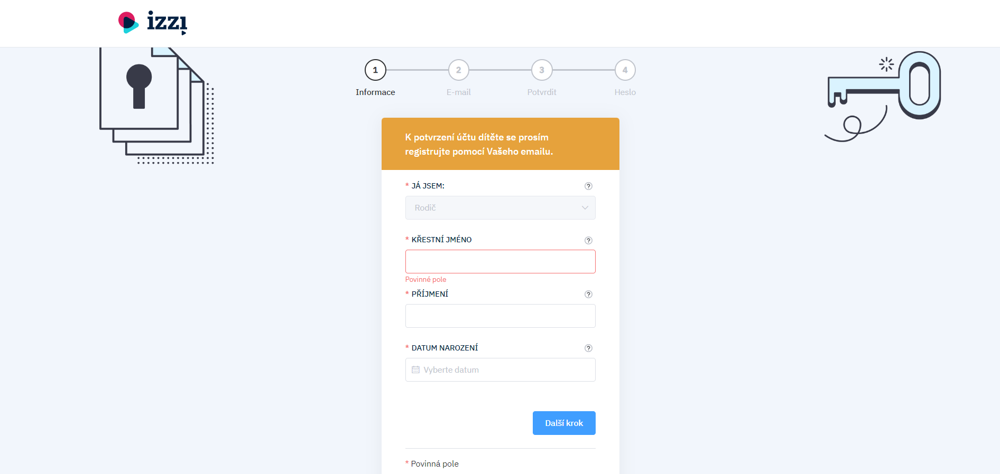 izzi
1
2
3
4
Informace
E-mail
Potvrdit
Heslo
K potvrzení účtu dítěte se prosím
registrujte pomocí Vašeho emailu.
* JÁ JSEM:
?
Rodič
* KŘESTNÍ JMÉNO
?
Povinné pole
* PŘÍJMENÍ
?
* DATUM NAROZENÍ
?
Vyberte datum
Další krok
* Povinná pole